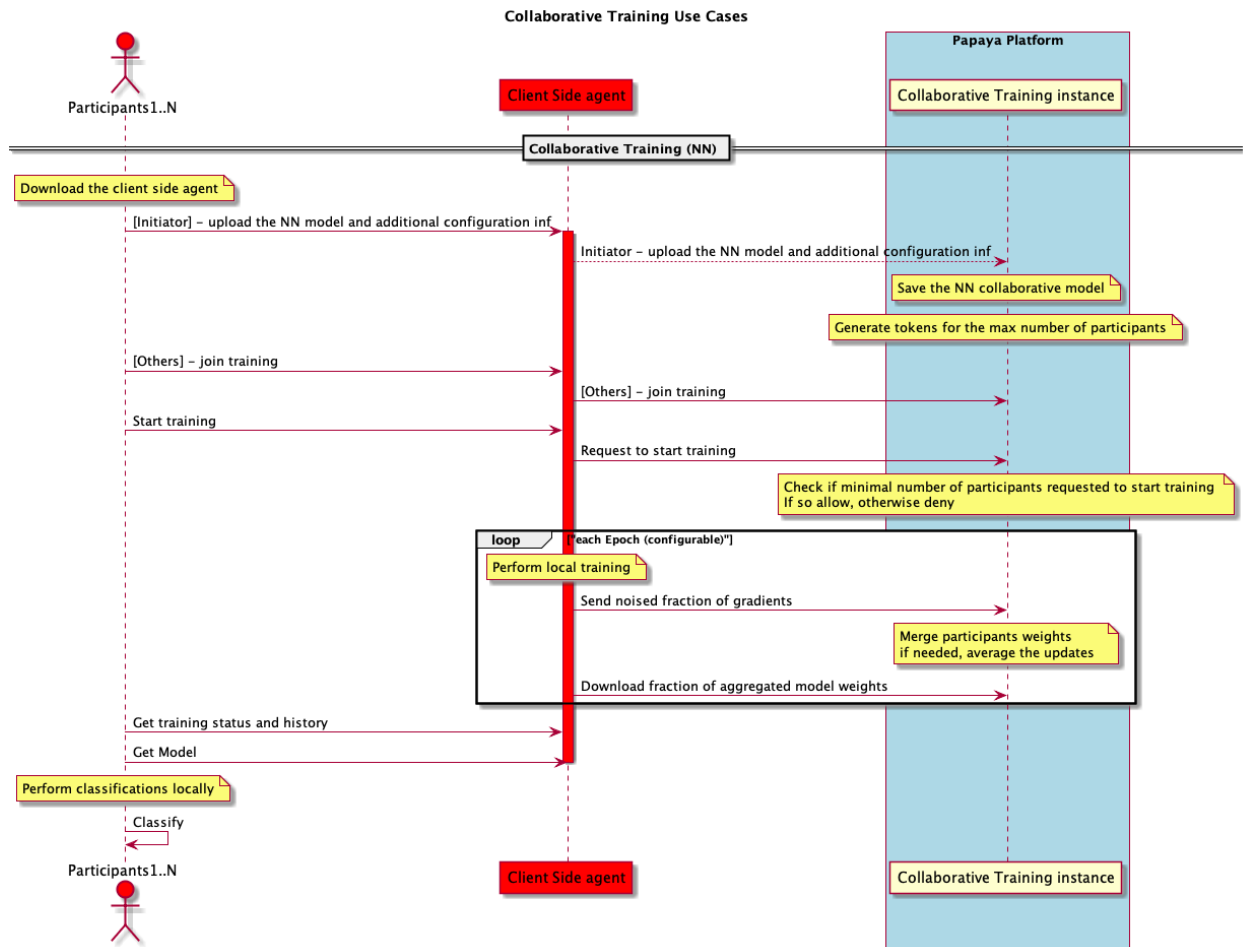 Collaborative Training Use Cases
Papaya Platform
Participants1..N
Client Side agent
Collaborative Training instance
Collaborative Training (NN)
Download the client side agent
[Initiator] - upload the NN model and additional configuration inf
Initiator - upload the NN model and additional configuration inf
Save the NN collaborative model
Generate tokens for the max number of participants
[Others] - join training
[Others] - join training
Start training
Request to start training
Check if minimal number of participants requested to start training
If so allow, otherwise deny
loop
["each Epoch (configurable)"]
Perform local training
Send noised fraction of gradients
Merge participants weights
if needed, average the updates
Download fraction of aggregated model weights
Get training status and history
Get Model
Perform classifications locally
Classify
Participants1..N
Client Side agent
Collaborative Training instance